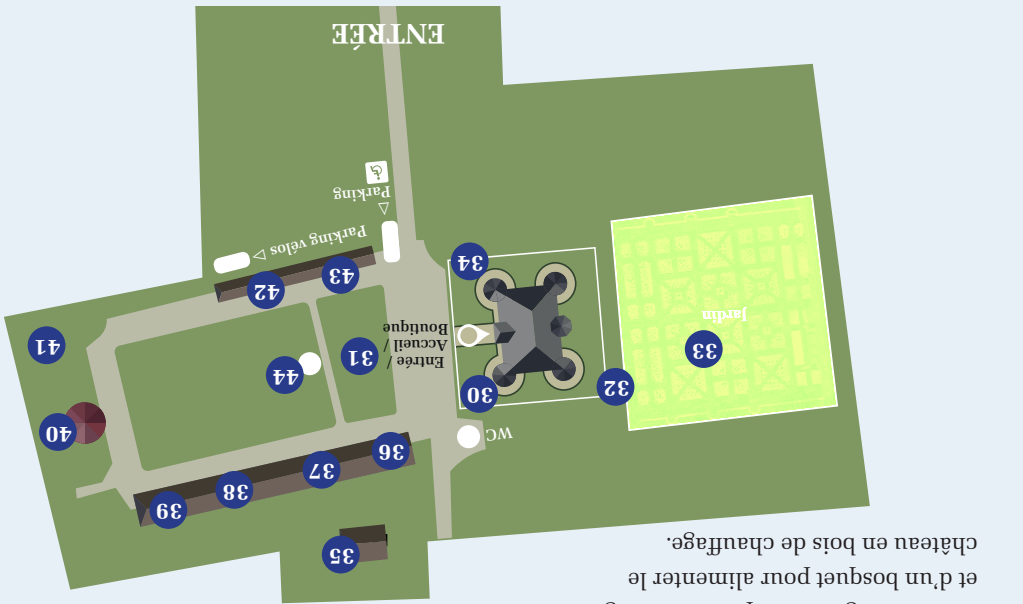 et d'un bosquet pour alimenter le
château en bois de chauffage.
35
39
38
37
36
WC
40
41
44
31
30
32
33
Entrée /
Accueil /
Boutique
Jardin
42
43
34
Parking vélos
Parking
ENTRÉE